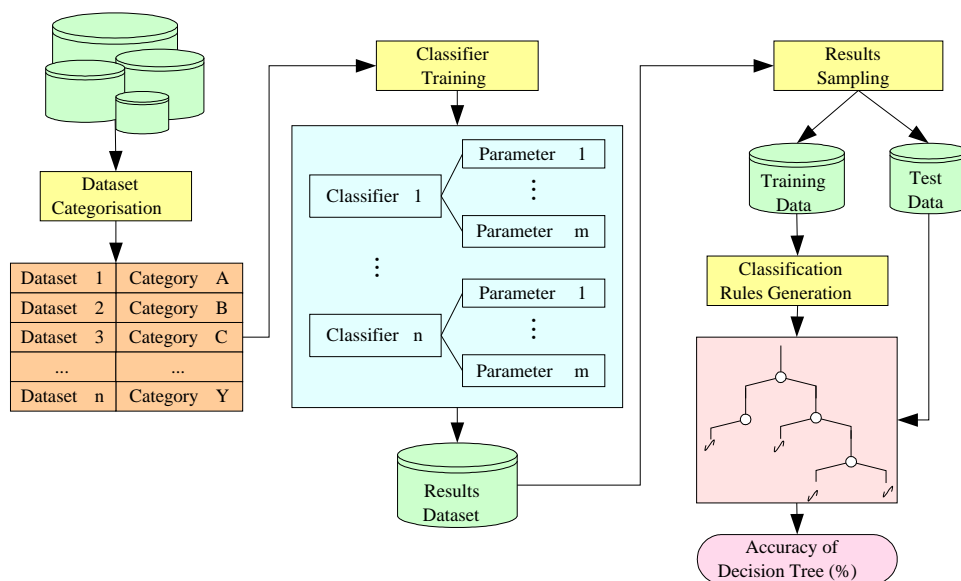 Dataset
Categorisation
Dataset 1 Category A
Dataset 2 Category B
Dataset 3 Category C
... ...
Dataset n Category Y
Classifier
Training
Classifier 1
Parameter 1
Parameter m
Classifier n
Parameter 1
Parameter m
Results
Dataset
Results
Sampling
Training
Data
Test
Data
Classification
Rules Generation
Accuracy of
Decision Tree (%)